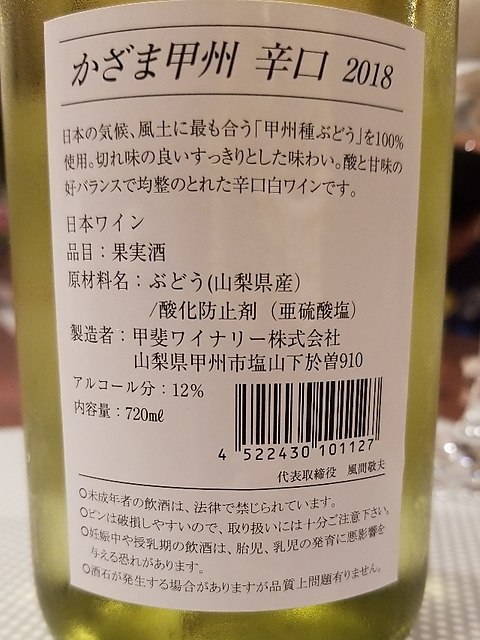 かざま甲州 辛口 2018
日本の気候、風土に最も合う「甲州種ぶどう」を100%
使用。切れ味の良いすっきりとした味わい。酸と甘味の
好バランスで均整のとれた辛口白ワインです。
日本ワイン
品目：果実酒
原材料名：ぶどう(山梨県産)
/酸化防止剤（亜硫酸塩）
製造者：甲斐ワイナリー株式会社
山梨県甲州市塩山下於曽910
アルコール分：12%
内容量：720mℓ
4 522430 101127
代表取締役 風間敬夫
○未成年者の飲酒は、法律で禁じられています。
○ビンは破損しやすいので、取り扱いには十分ご注意下さい。
○妊娠中や授乳期の飲酒は、胎児、乳児の発育に悪影響を
与える恐れがあります。
○酒石が発生する場合がありますが品質上問題有りません。